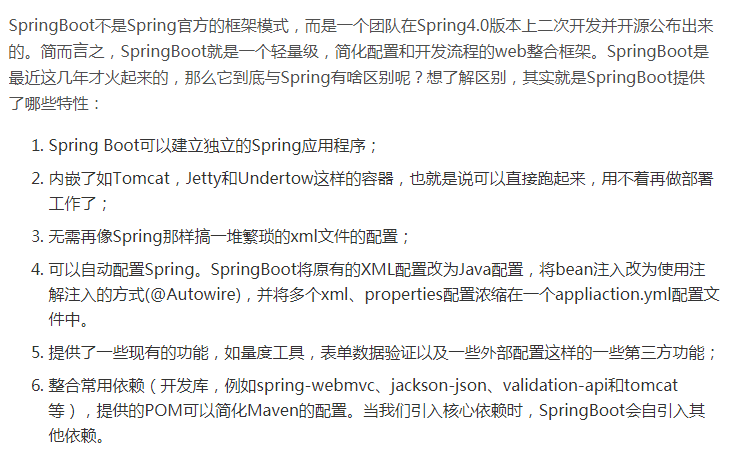 SpringBoot不是Spring官方的框架模式，而是一个团队在Spring4.0版本上二次开发并开源公布出来
的。简而言之，SpringBoot就是一个轻量级，简化配置和开发流程的web整合框架。SpringBoot是
最近这几年才火起来的，那么它到底与Spring有啥区别呢？想了解区别，其实就是SpringBoot提供
了哪些特性：
1. Spring Boot可以建立独立的Spring应用程序；
2. 内嵌了如Tomcat，Jetty和Undertow这样的容器，也就是说可以直接跑起来，用不着再做部署
工作了；
3. 无需再像Spring那样搞一堆繁琐的xml文件的配置；
4. 可以自动配置Spring。SpringBoot将原有的XML配置改为Java配置，将bean注入改为使用注
解注入的方式(@Autowire)，并将多个xml、properties配置浓缩在一个appliaction.yml配置文
件中。
5. 提供了一些现有的功能，如量度工具，表单数据验证以及一些外部配置这样的一些第三方功能；
6. 整合常用依赖（开发库，例如spring-webmvc、jackson-json、validation-api和tomcat
等），提供的POM可以简化Maven的配置。当我们引入核心依赖时，SpringBoot会自引入其
他依赖。